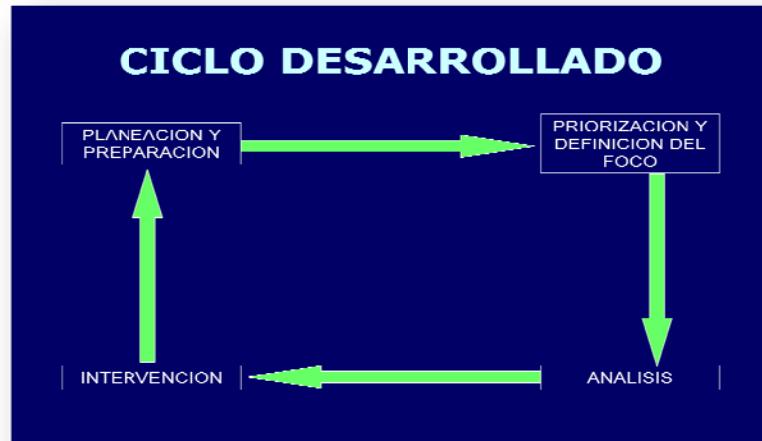 CICLO DESARROLLADO
PLANEACION Y
PREPARACION
PRIORIZACION Y
DEFINICION DEL
FOCO
INTERVENCION
ANALISIS